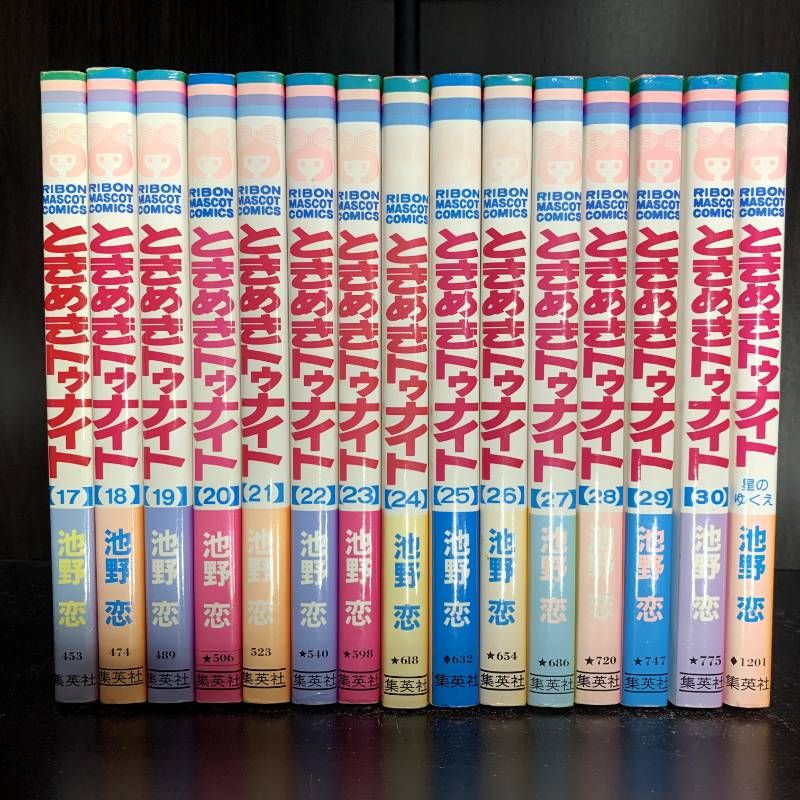 RIBON
MASCOT
COMICS
ときめきトゥナイト
【17】
池野恋
453
集英社
RIBON
MASCOT
COMICS
ときめきトゥナイト
【18】
池野恋
474
集英社
RIBON
MASCOT
COMICS
ときめきトゥナイト
【19】
池野恋
489
集英社
RIBON
MASCOT
COMICS
ときめきトゥナイト
【20】
池野恋
★506
集英社
RIBON
MASCOT
COMICS
ときめきトゥナイト
【21】
池野恋
523
集英社
RIBON
MASCOT
COMICS
ときめきトゥナイト
【22】
池野恋
★540
集英社
RIBON
MASCOT
COMICS
ときめきトゥナイト
【23】
池野恋
★598
集英社
RIBON
MASCOT
COMICS
ときめきトゥナイト
【24】
池野恋
★618
集英社
RIBON
MASCOT
COMICS
ときめきトゥナイト
【25】
池野恋
♦632
集英社
RIBON
MASCOT
COMICS
ときめきトゥナイト
【26】
池野恋
★654
集英社
RIBON
MASCOT
COMICS
ときめきトゥナイト
【27】
池野恋
★686
集英社
RIBON
MASCOT
COMICS
ときめきトゥナイト
【28】
池野恋
★720
集英社
RIBON
MASCOT
COMICS
ときめきトゥナイト
【29】
池野恋
★747
集英社
RIBON
MASCOT
COMICS
ときめきトゥナイト
【30】
池野恋
★775
集英社
RIBON
MASCOT
COMICS
ときめきトゥナイト
星の
ゆくえ
池野恋
♦1201
集英社